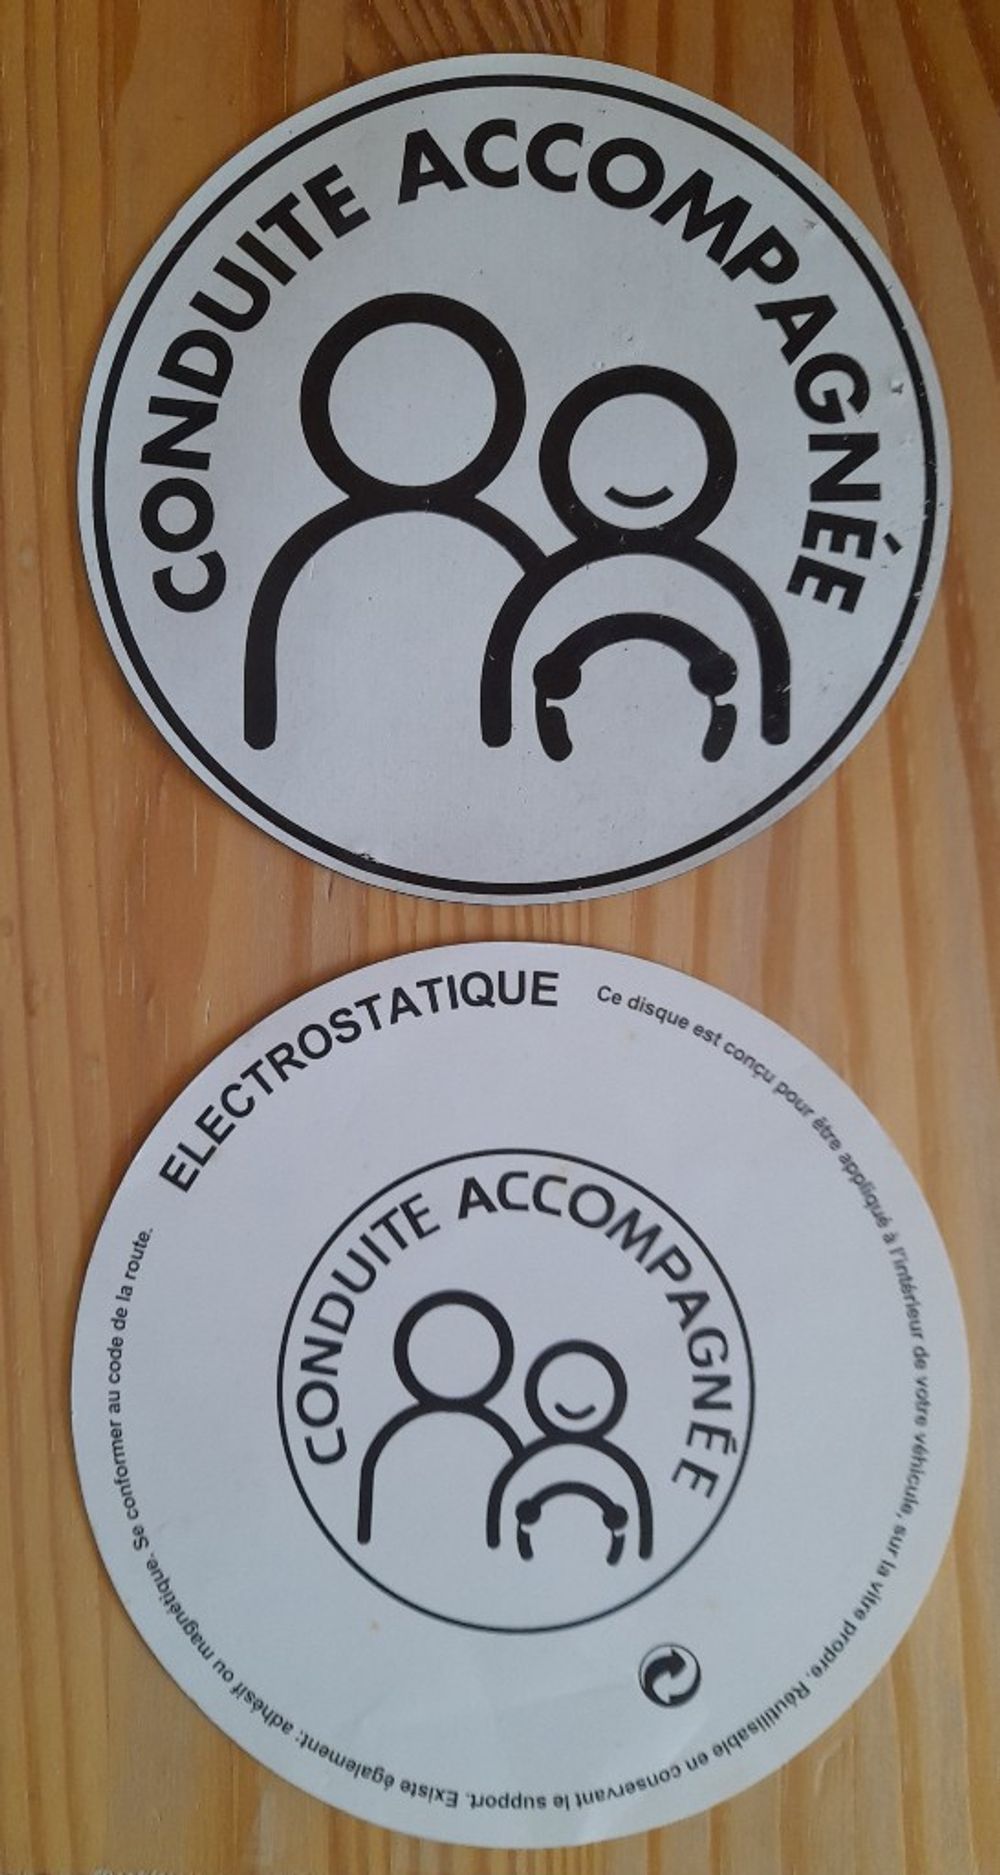 CONDUITE ACCOMPAGNÉE
ELECTROSTATIQUE
Ce disque est conçu pour être appliqué à l'intérieur de votre véhicule, sur la vitre propre. Réutilisable en conservant le support. Existe également: adhésif ou magnétique. Se conformer au code de la route.
CONDUITE ACCOMPAGNÉE